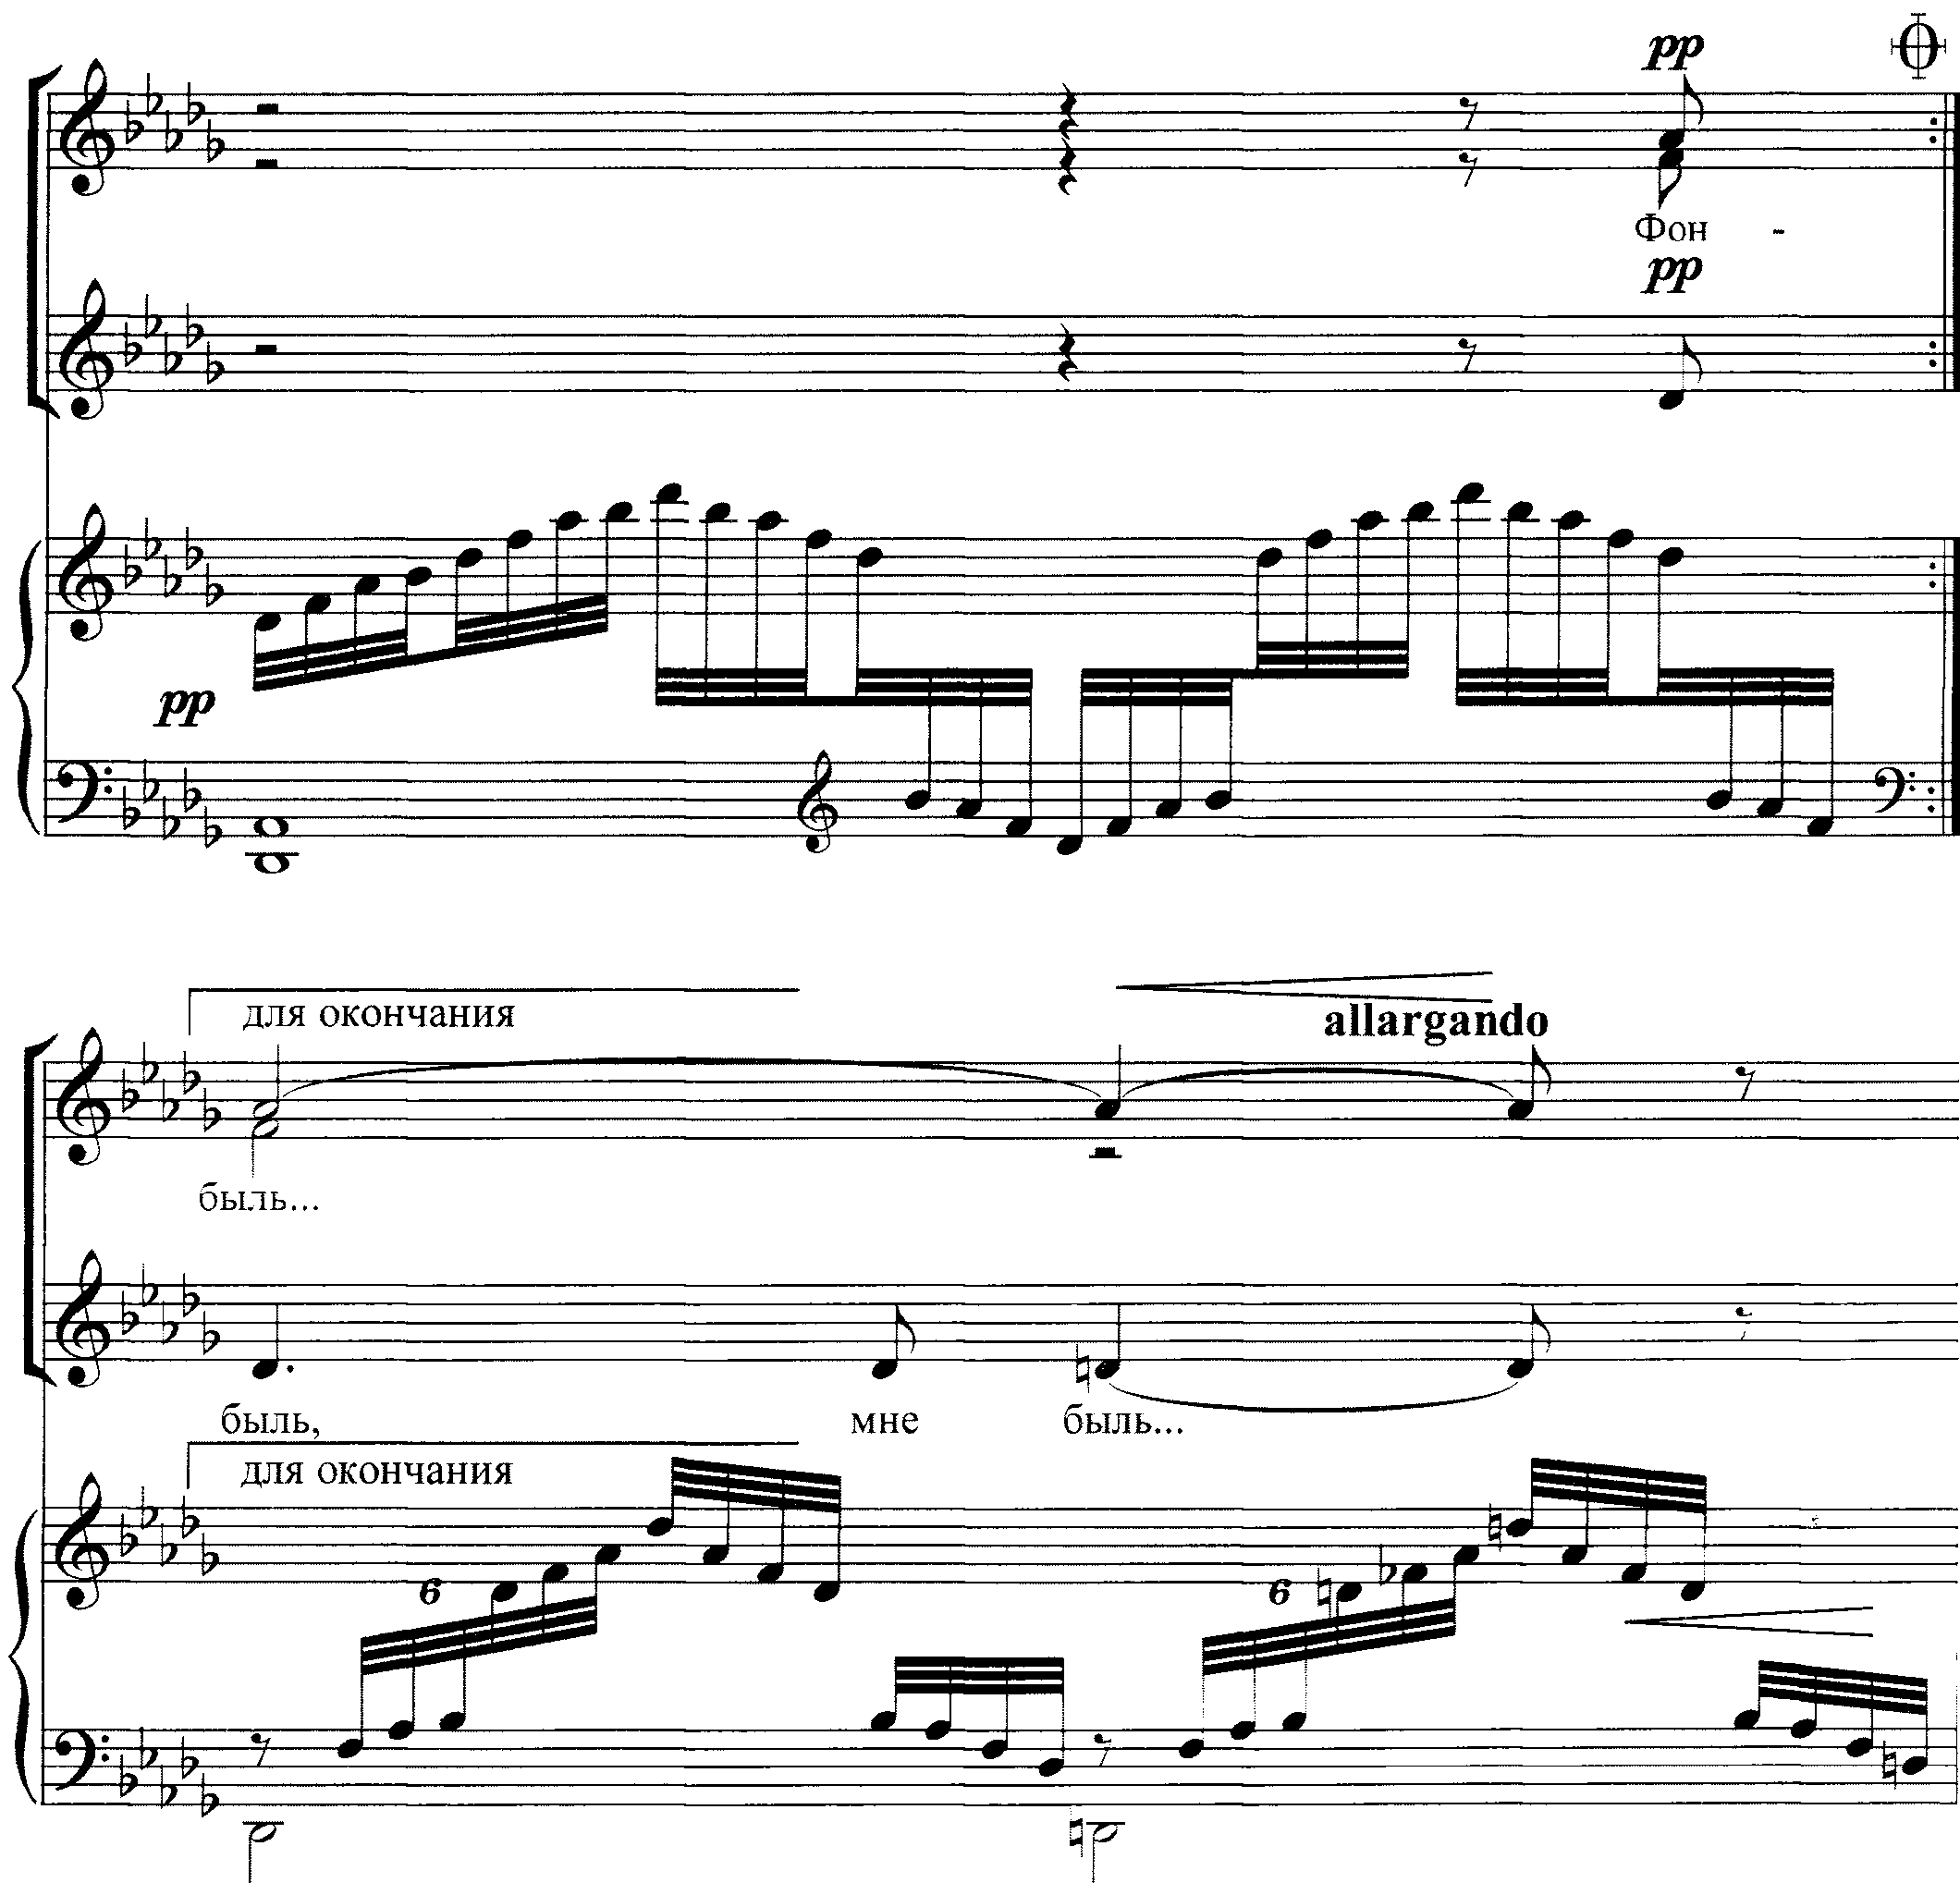 pp
Фон -
pp
pp
для окончания
allargando
быль...
быль, мне быль...
для окончания
6 6